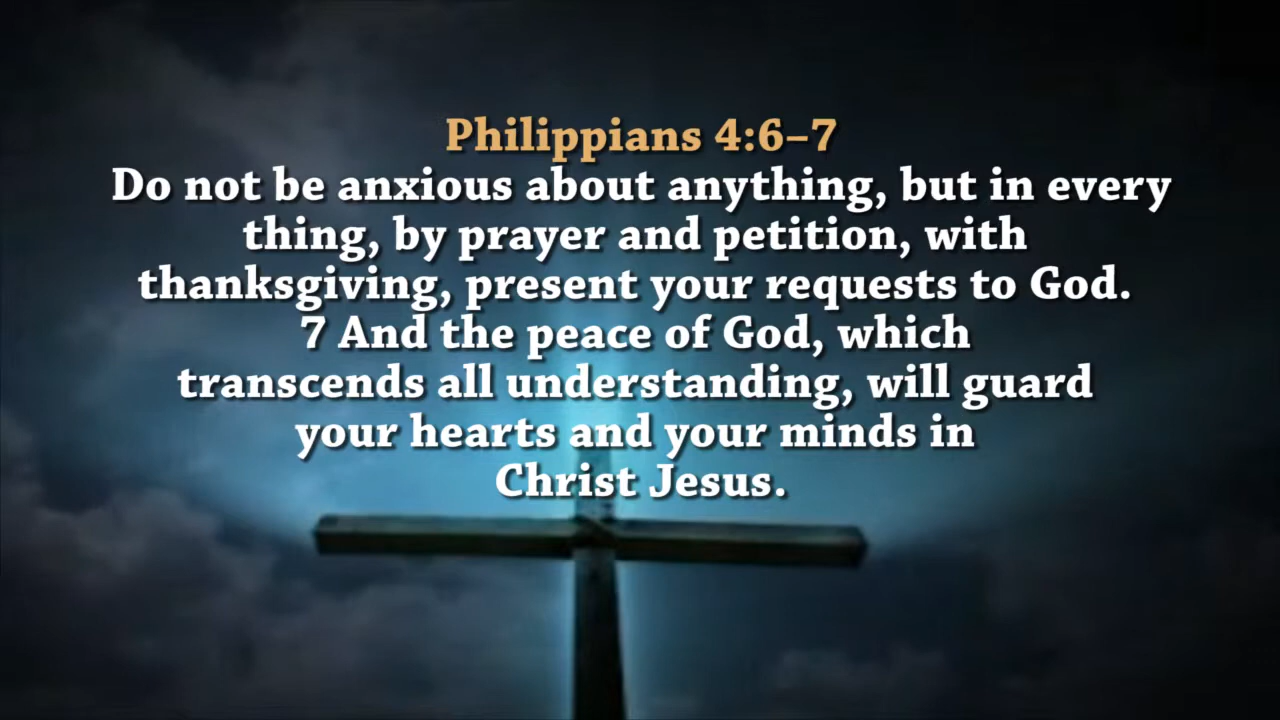 Philippians 4:6–7
Do not be anxious about anything, but in every
thing, by prayer and petition, with
thanksgiving, present your requests to God.
7 And the peace of God, which
transcends all understanding, will guard
your hearts and your minds in
Christ Jesus.